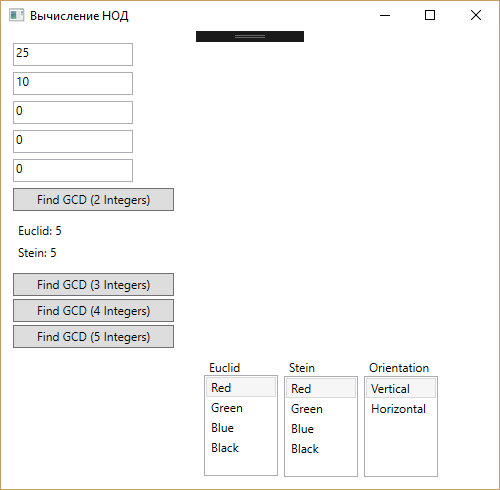 Вычисление НОД
25
10
0
0
0
Find GCD (2 Integers)
Euclid: 5
Stein: 5
Find GCD (3 Integers)
Find GCD (4 Integers)
Find GCD (5 Integers)
Euclid
Red
Green
Blue
Black
Stein
Red
Green
Blue
Black
Orientation
Vertical
Horizontal